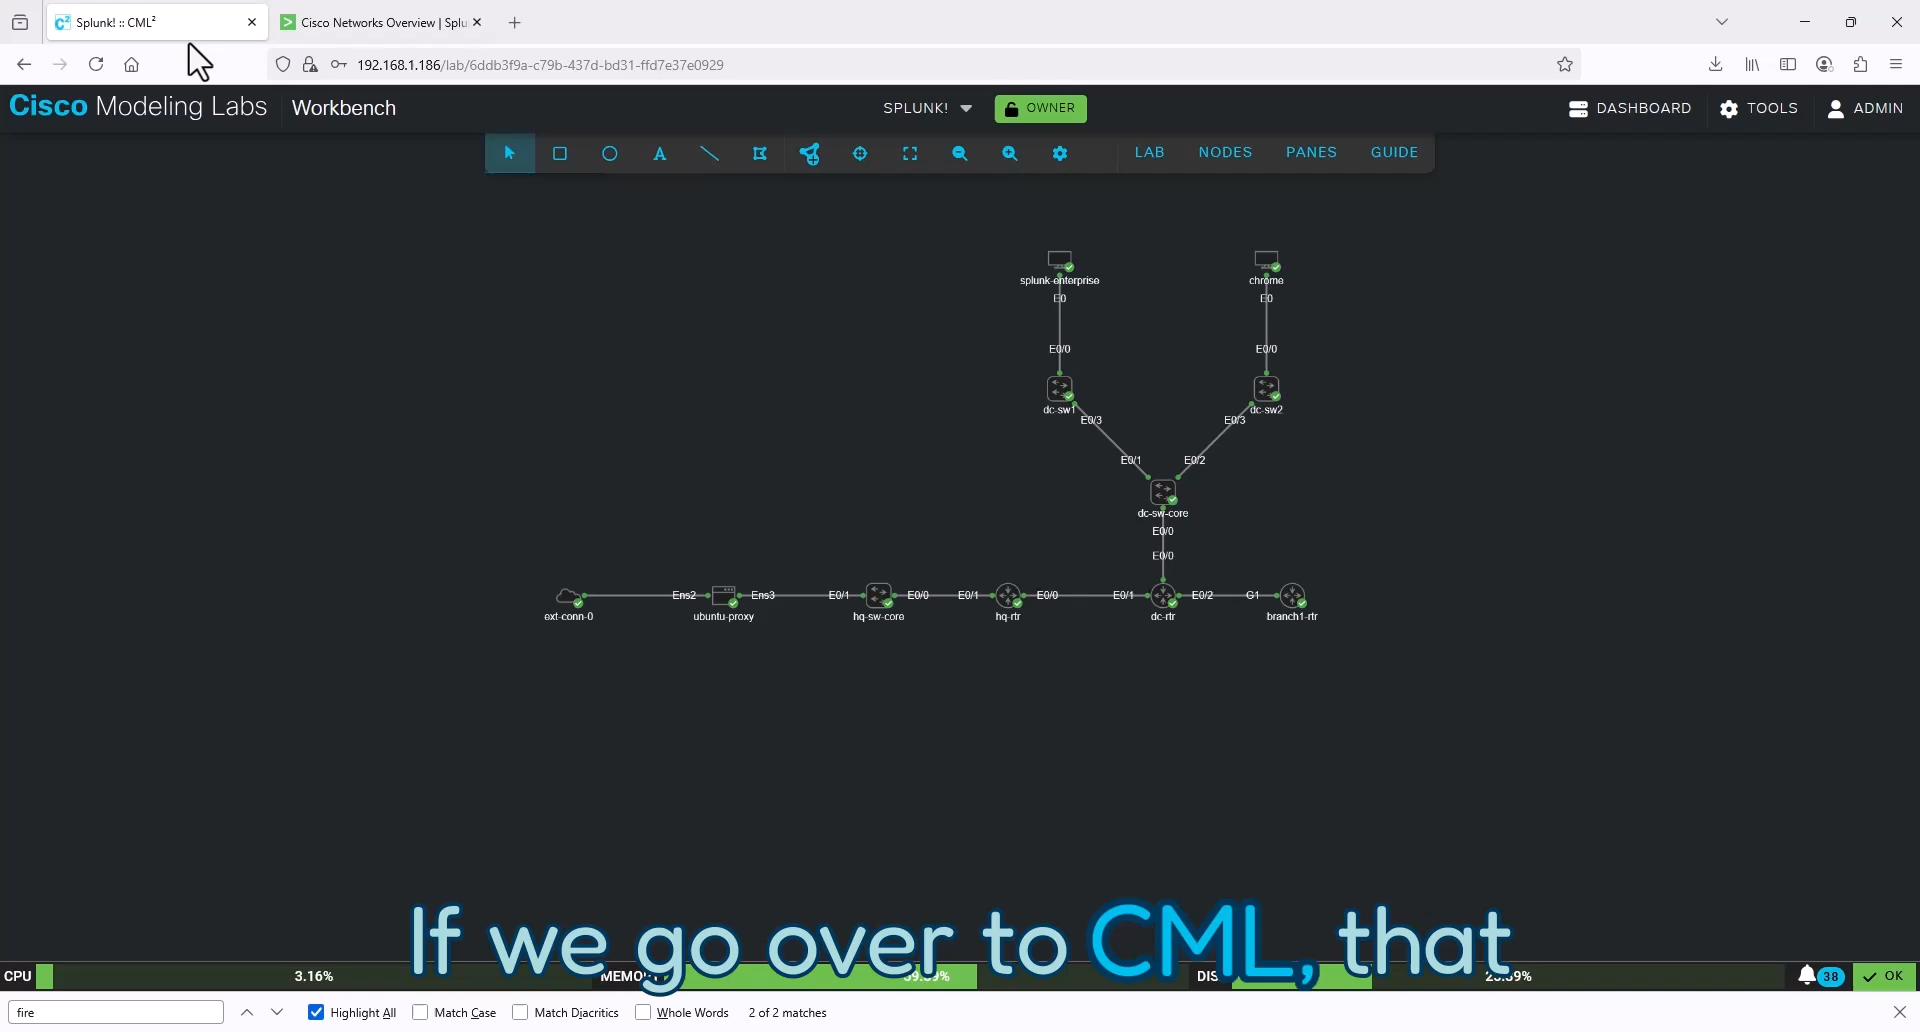 Splunk! :: CML²
Cisco Networks Overview | Splu
192.168.1.186/lab/6ddb3f9a-c79b-437d-bd31-ffd7e37e0929
Cisco Modeling Labs Workbench
SPLUNK!
OWNER
DASHBOARD
TOOLS
ADMIN
A
LAB
NODES
PANES
GUIDE
splunk-enterprise
chrome
E0
E0
E0/0
E0/0
dc-sw1
dc-sw2
E0/3
E0/3
E0/1
E0/2
dc-sw-core
E0/0
E0/0
Ens2
Ens3
E0/1
E0/0
E0/1
E0/0
E0/1
E0/2
G1
ext-conn-0
ubuntu-proxy
hq-sw-core
hq-rtr
dc-rtr
branch1-rtr
If we go over to CML, that
CPU
3.16%
38
OK
fire
Highlight All
Match Case
Match Diacritics
Whole Words
2 of 2 matches